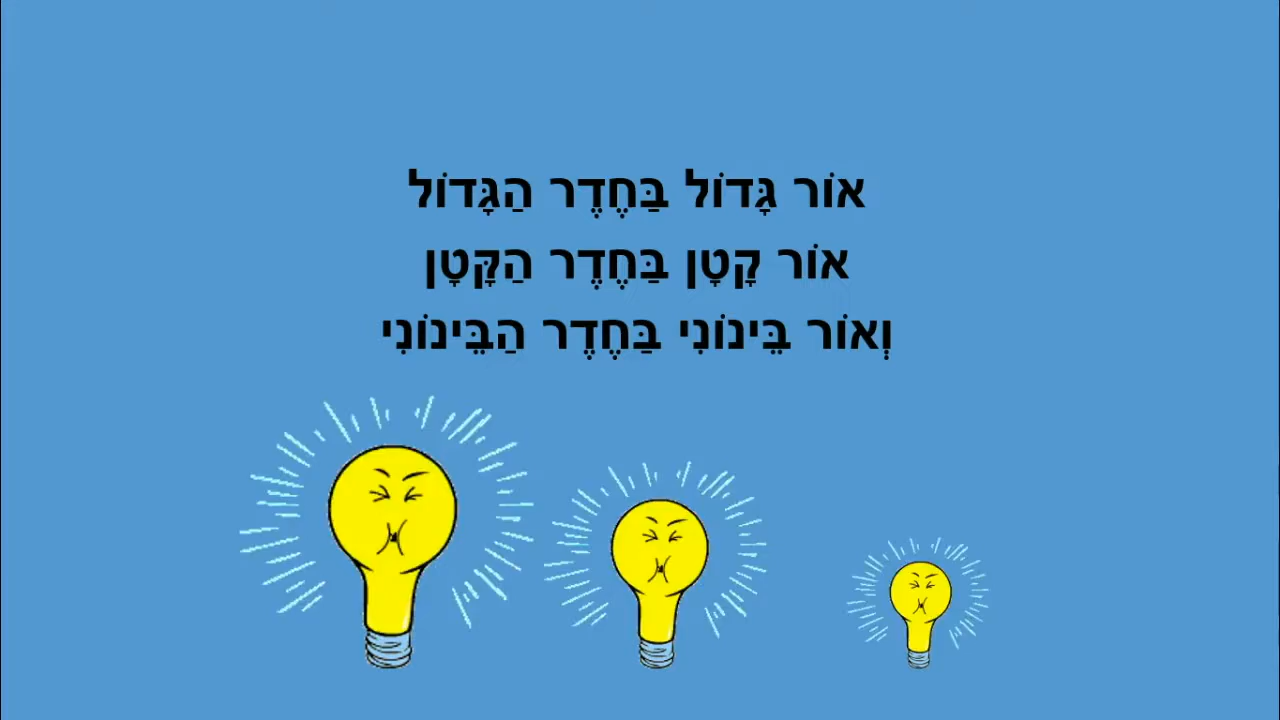 אוֹר גָּדוֹל בַּחֶדֶר הַגָּדוֹל
אוֹר קָטָן בַּחֶדֶר הַקָּטָן
וְאוֹר בֵּינוֹנִי בַּחֶדֶר הַבֵּינוֹנִי